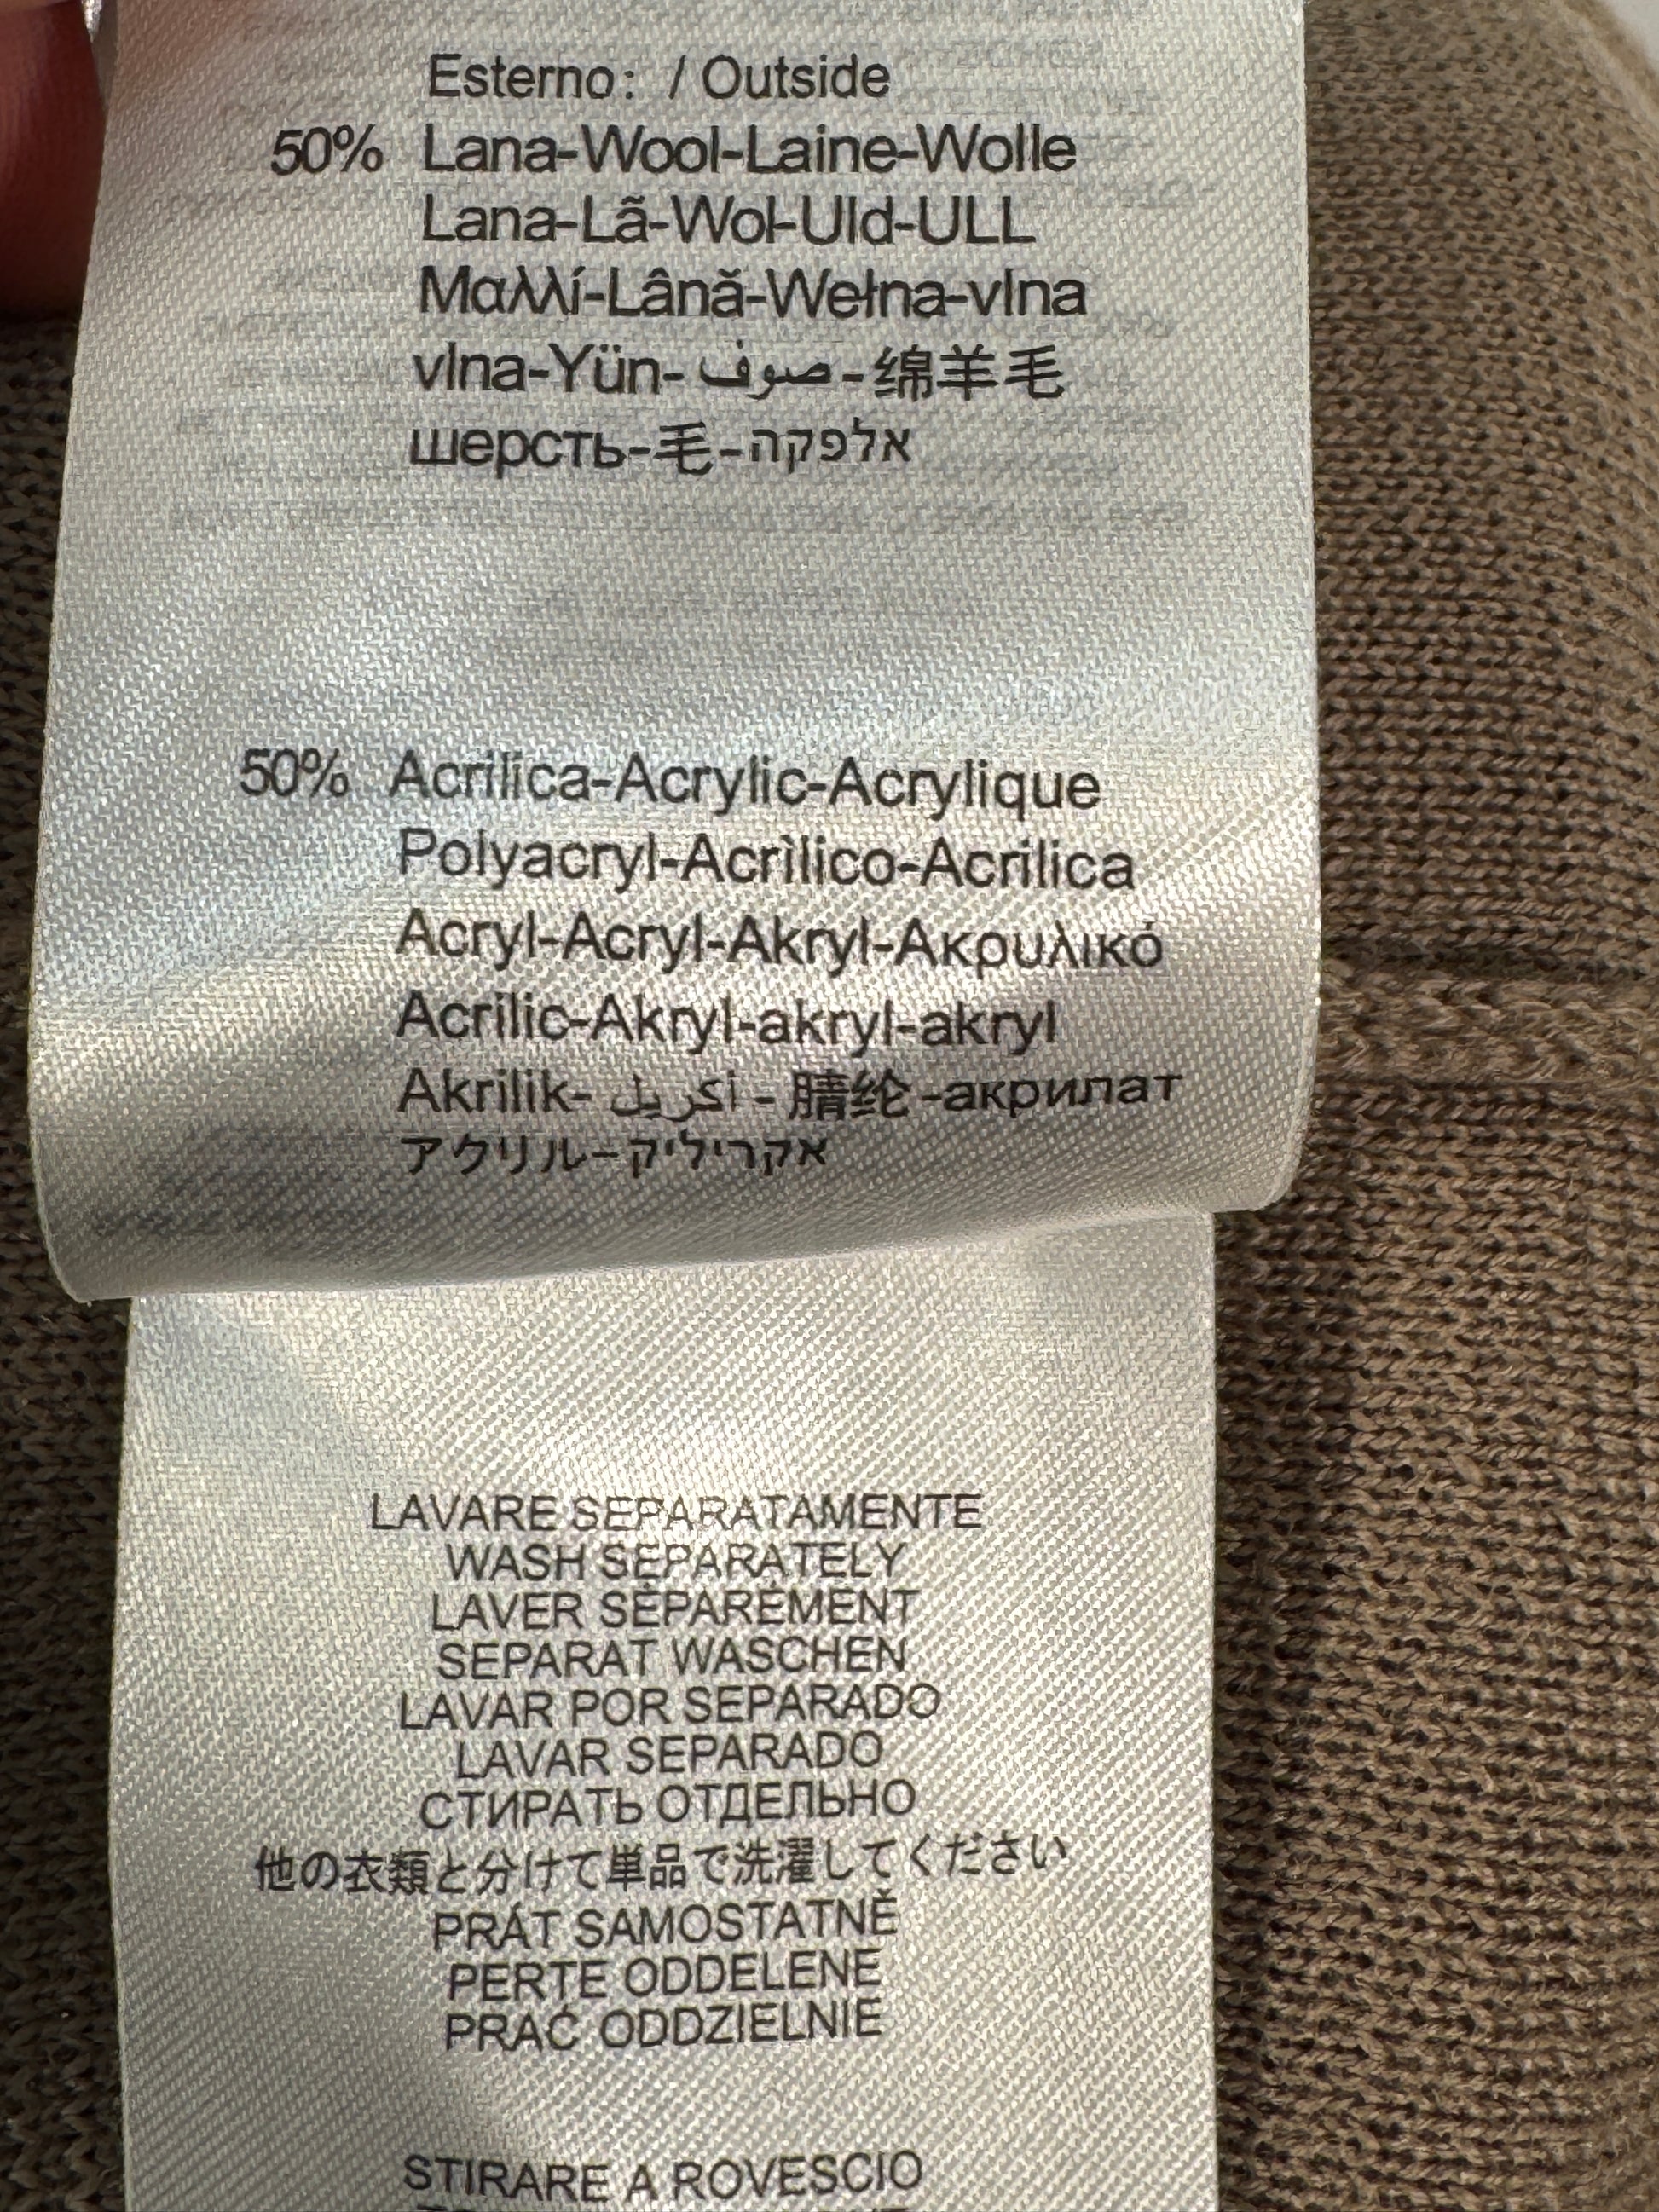 Esterno: / Outside
50% Lana-Wool-Laine-Wolle
Lana-Lã-Wol-Uld-ULL
Μαλλί-Lână-Wełna-vlna
vlna-Yün- صوف -绵羊毛
шерсть-毛-אלפקה
50% Acrilica-Acrylic-Acrylique
Polyacryl-Acrìlico-Acrilica
Acryl-Acryl-Akryl-Ακρυλικό
Acrilic-Akryl-akryl-akryl
Akrilik- أكريل - 腈纶 -акрилат
アクリル-אקריליק
LAVARE SEPARATAMENTE
WASH SEPARATELY
LAVER SÉPARÉMENT
SEPARAT WASCHEN
LAVAR POR SEPARADO
LAVAR SEPARADO
СТИРАТЬ ОТДЕЛЬНО
他の衣類と分けて単品で洗濯してください
PRÁT SAMOSTATNĚ
PERTE ODDELENE
PRAĆ ODDZIELNIE
STIRARE A ROVESCIO